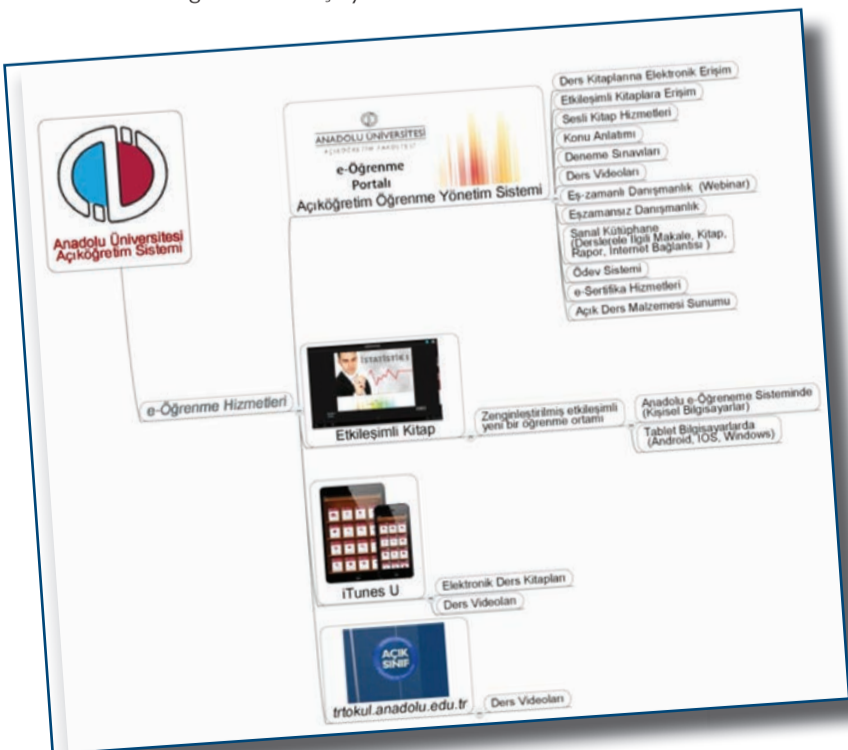 Anadolu Üniversitesi
Açıköğretim Sistemi
e-Öğrenme Hizmetleri
ANADOLU ÜNİVERSİTESİ
AÇIKÖĞRETİM FAKÜLTESİ
e-Öğrenme
Portalı
Açıköğretim Öğrenme Yönetim Sistemi
Ders Kitaplarına Elektronik Erişim
Etkileşimli Kitaplara Erişim
Sesli Kitap Hizmetleri
Konu Anlatımı
Deneme Sınavları
Ders Videoları
Eş-zamanlı Danışmanlık (Webinar)
Eşzamansız Danışmanlık
Sanal Kütüphane
(Derslerele İlgili Makale, Kitap,
Rapor, İnternet Bağlantısı )
Ödev Sistemi
e-Sertifika Hizmetleri
Açık Ders Malzemesi Sunumu
İSTATİSTİK I
Etkileşimli Kitap
Zenginleştirilmiş etkileşimli
yeni bir öğrenme ortamı
Anadolu e-Öğreneme Sisteminde
(Kişisel Bilgisayarlar)
Tablet Bilgisayarlarda
(Android, IOS, Windows)
iTunes U
Elektronik Ders Kitapları
Ders Videoları
AÇIK
SINIF
trtokul.anadolu.edu.tr
Ders Videoları